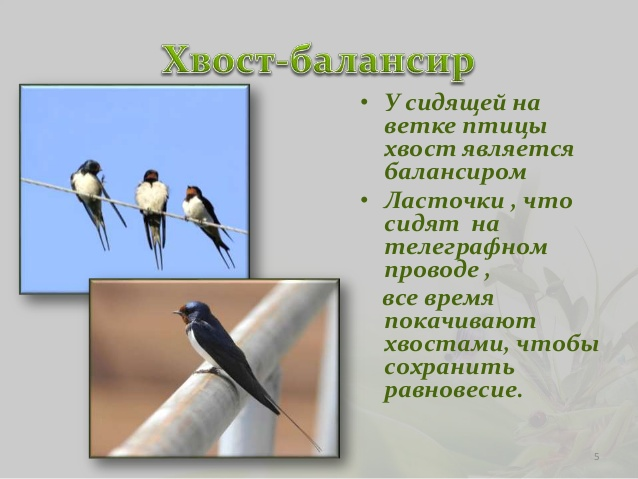 Хвост-балансир
• У сидящей на
ветке птицы
хвост является
балансиром
• Ласточки , что
сидят на
телеграфном
проводе ,
все время
покачивают
хвостами, чтобы
сохранить
равновесие.
5